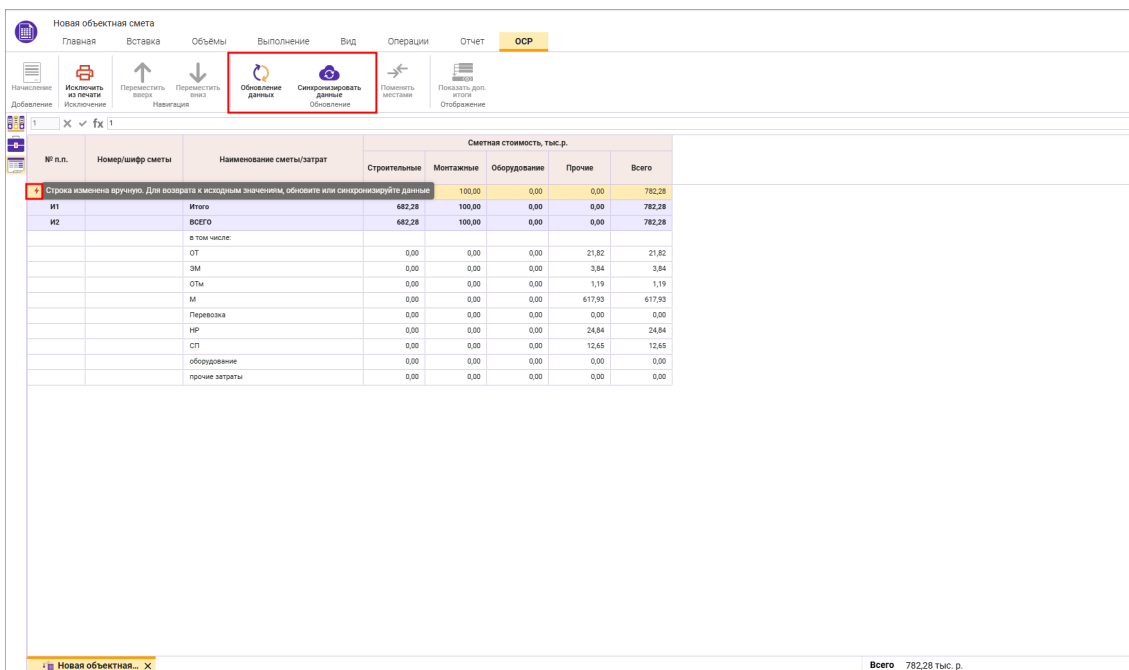 Новая объектная смета
Главная Вставка Объёмы Выполнение Вид Операции Отчет ОСР
Начисление Исключить из печати Переместить вверх Переместить вниз Обновление данных Синхронизировать данные Поменять местами Показать доп. итоги
Добавление Исключение Навигация Обновление Отображение
1 fx 1
№ п.п. Номер/шифр сметы Наименование сметы/затрат Сметная стоимость, тыс.р.
Строительные Монтажные Оборудование Прочие Всего
Строка изменена вручную. Для возврата к исходным значениям, обновите или синхронизируйте данные 100,00 0,00 0,00 782,28
И1 Итого 682,28 100,00 0,00 0,00 782,28
И2 ВСЕГО 682,28 100,00 0,00 0,00 782,28
в том числе:
ОТ 0,00 0,00 0,00 21,82 21,82
ЭМ 0,00 0,00 0,00 3,84 3,84
ОТм 0,00 0,00 0,00 1,19 1,19
М 0,00 0,00 0,00 617,93 617,93
Перевозка 0,00 0,00 0,00 0,00 0,00
НР 0,00 0,00 0,00 24,84 24,84
СП 0,00 0,00 0,00 12,65 12,65
оборудование 0,00 0,00 0,00 0,00 0,00
прочие затраты 0,00 0,00 0,00 0,00 0,00
Новая объектная... Всего 782,28 тыс. р.